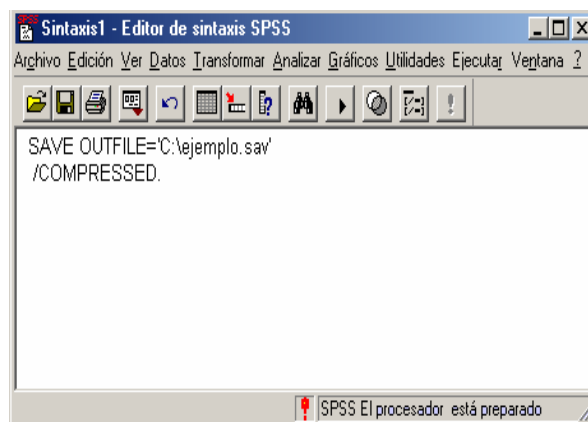 SPSS
Sintaxis1 - Editor de sintaxis SPSS
Archivo Edición Ver Datos Transformar Analizar Gráficos Utilidades Ejecutar Ventana ?
SAVE OUTFILE='C:\ejemplo.sav'
/COMPRESSED.
SPSS El procesador está preparado